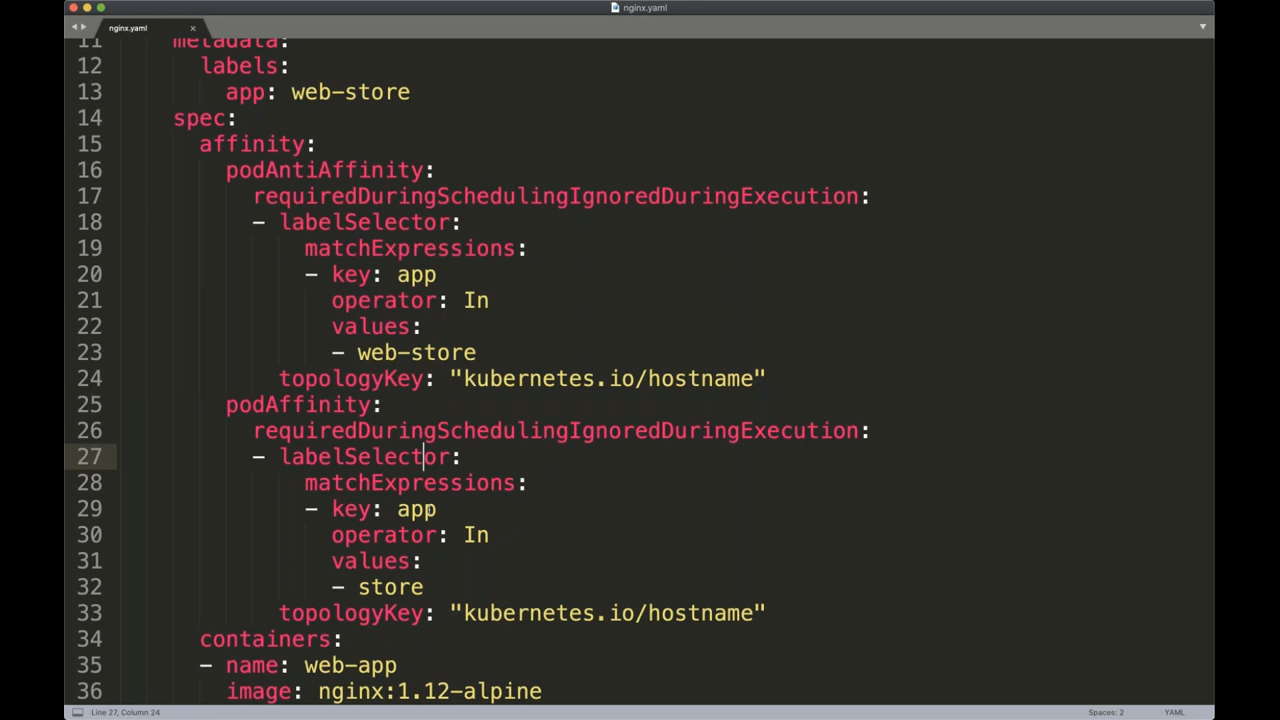 nginx.yaml
nginx.yaml
11 metadata:
12 labels:
13 app: web-store
14 spec:
15 affinity:
16 podAntiAffinity:
17 requiredDuringSchedulingIgnoredDuringExecution:
18 - labelSelector:
19 matchExpressions:
20 - key: app
21 operator: In
22 values:
23 - web-store
24 topologyKey: "kubernetes.io/hostname"
25 podAffinity:
26 requiredDuringSchedulingIgnoredDuringExecution:
27 - labelSelector:
28 matchExpressions:
29 - key: app
30 operator: In
31 values:
32 - store
33 topologyKey: "kubernetes.io/hostname"
34 containers:
35 - name: web-app
36 image: nginx:1.12-alpine
Line 27, Column 24 Spaces: 2 YAML